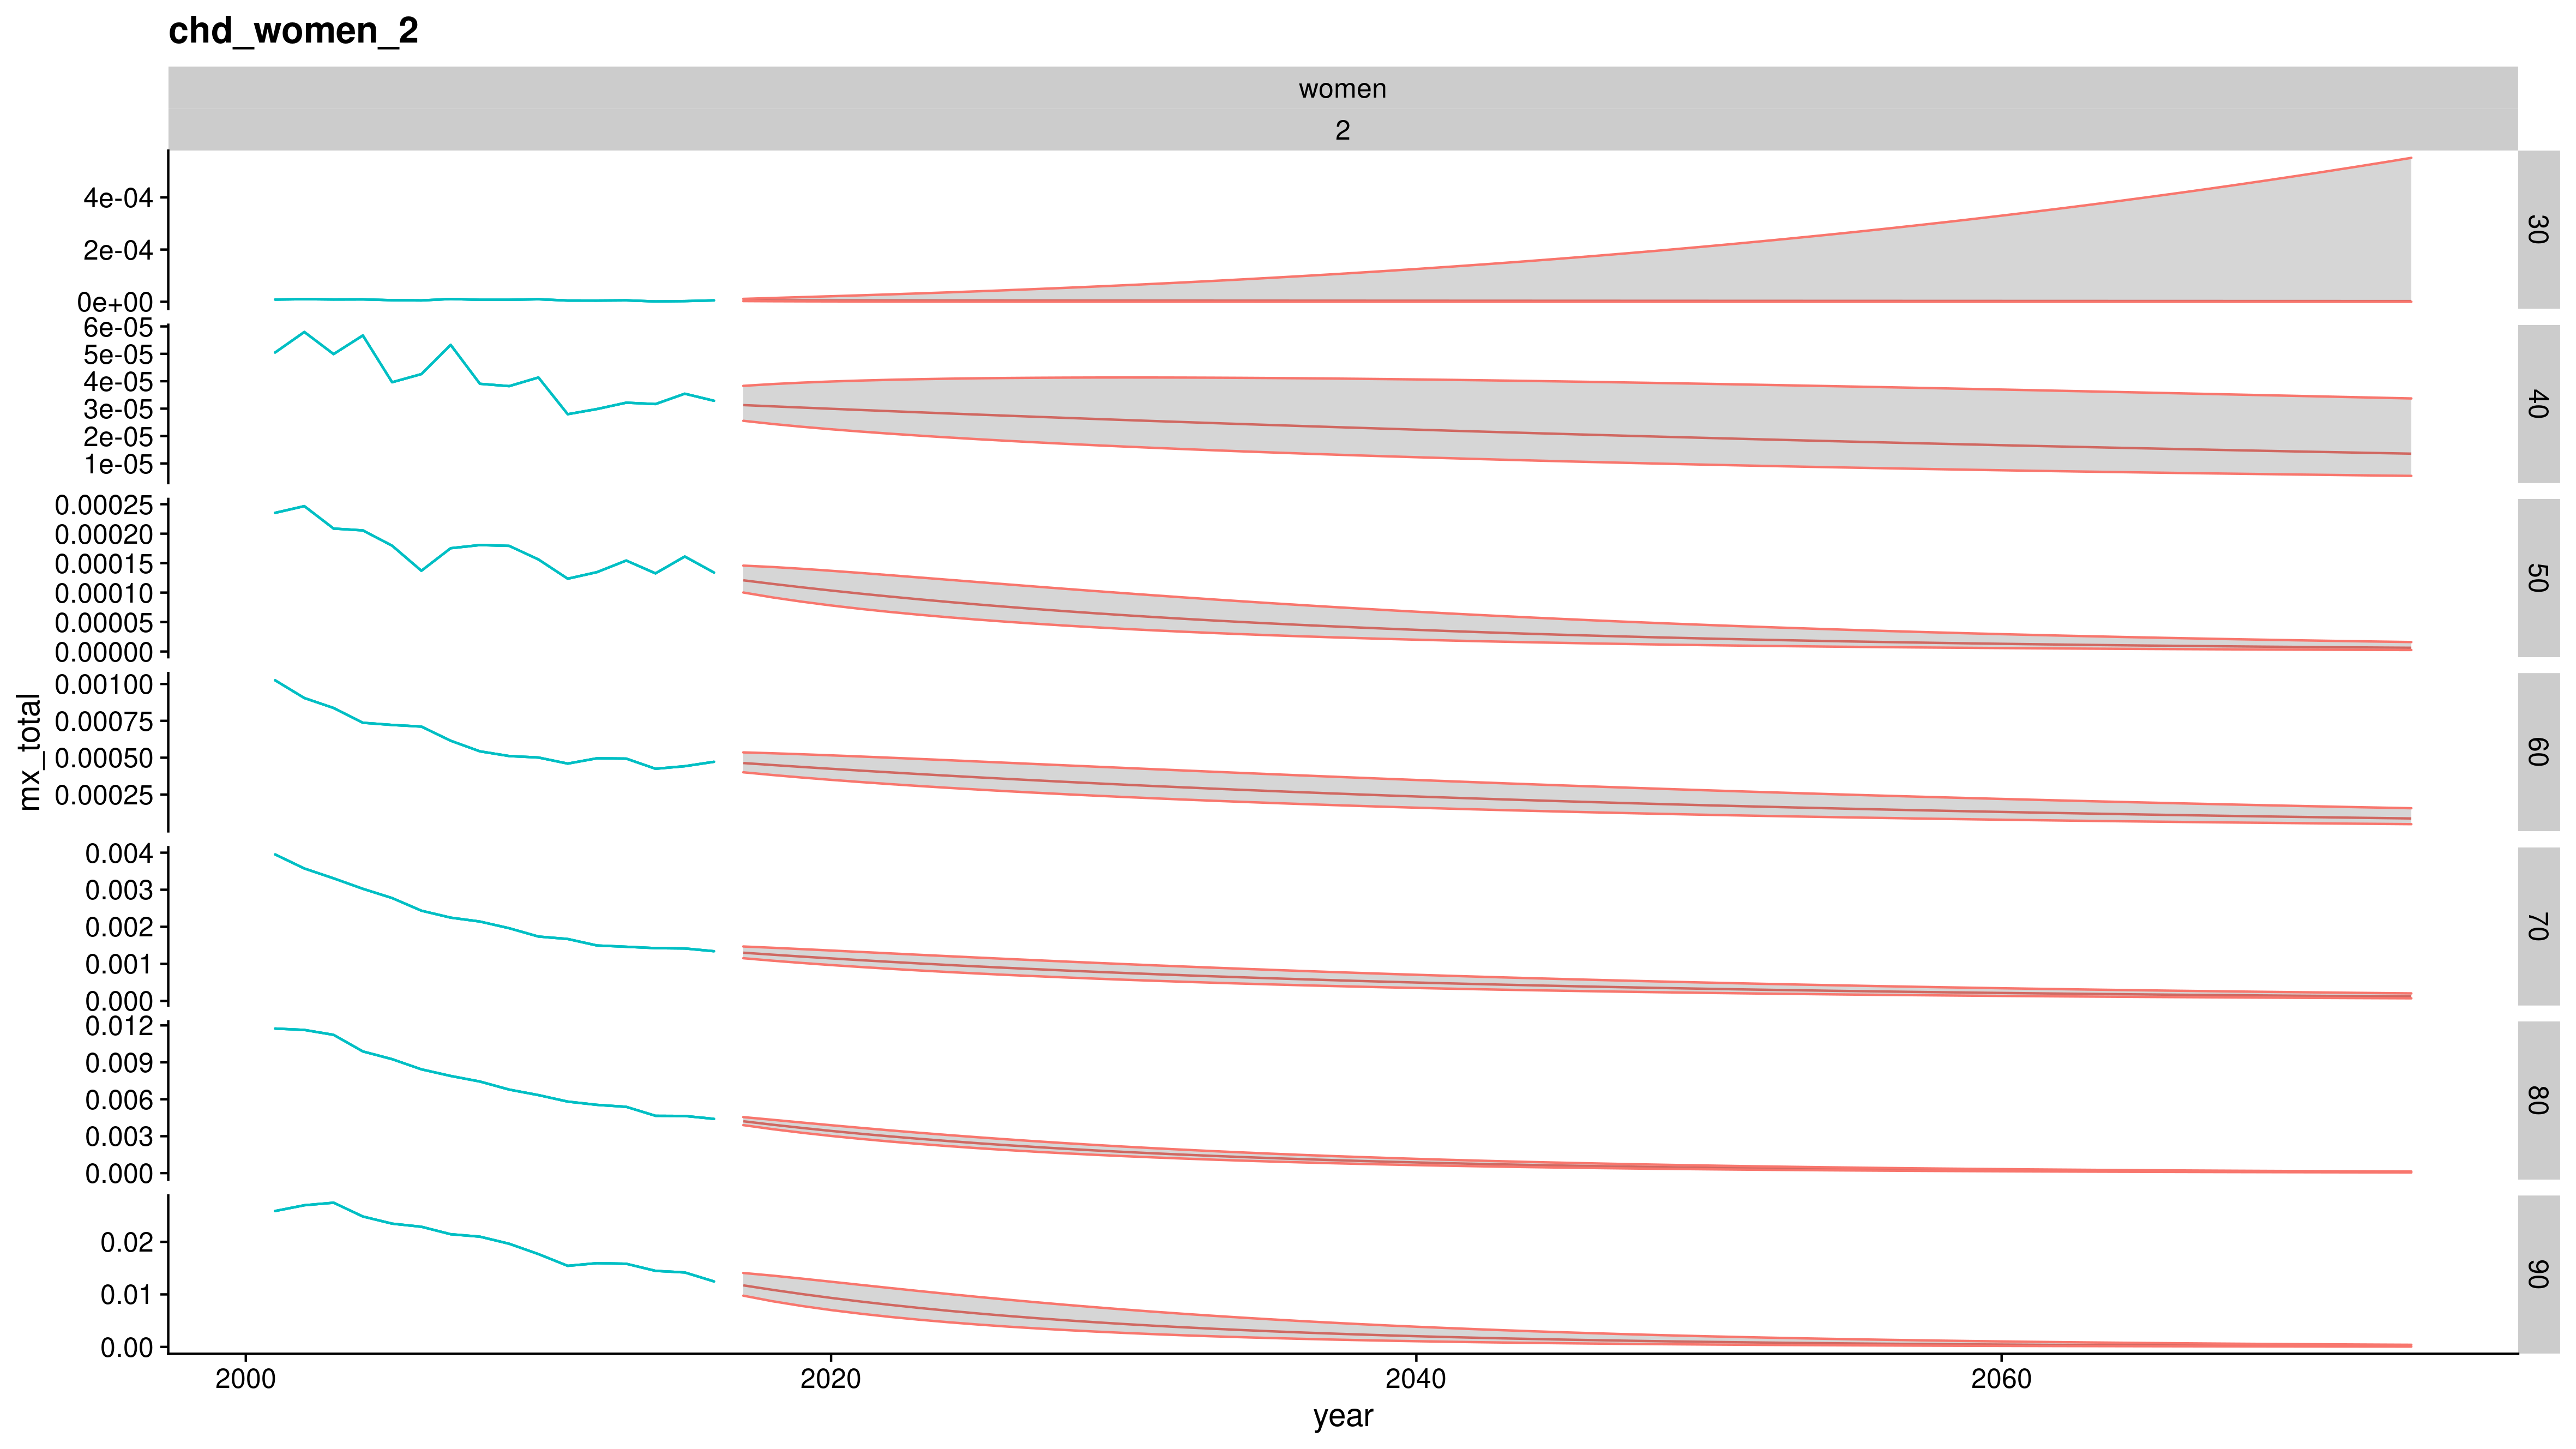 chd_women_2
women
2
4e-04
2e-04
0e+00
30
6e-05
5e-05
4e-05
3e-05
2e-05
1e-05
40
0.00025
0.00020
0.00015
0.00010
0.00005
0.00000
50
0.00100
0.00075
0.00050
0.00025
60
mx_total
0.004
0.003
0.002
0.001
0.000
70
0.012
0.009
0.006
0.003
0.000
80
0.02
0.01
0.00
90
2000 2020 2040 2060
year